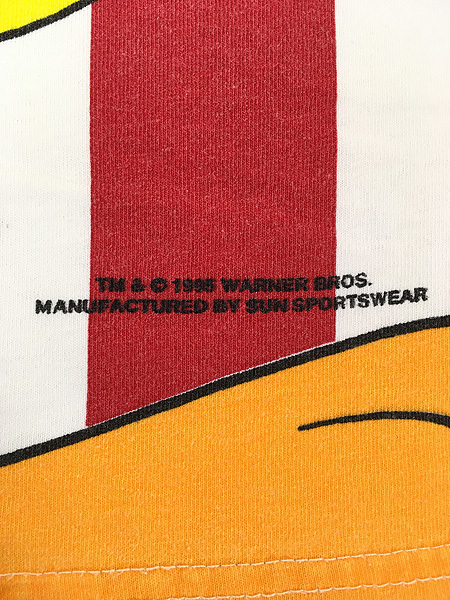 TM & © 1995 WARNER BROS.
MANUFACTURED BY SUN SPORTSWEAR